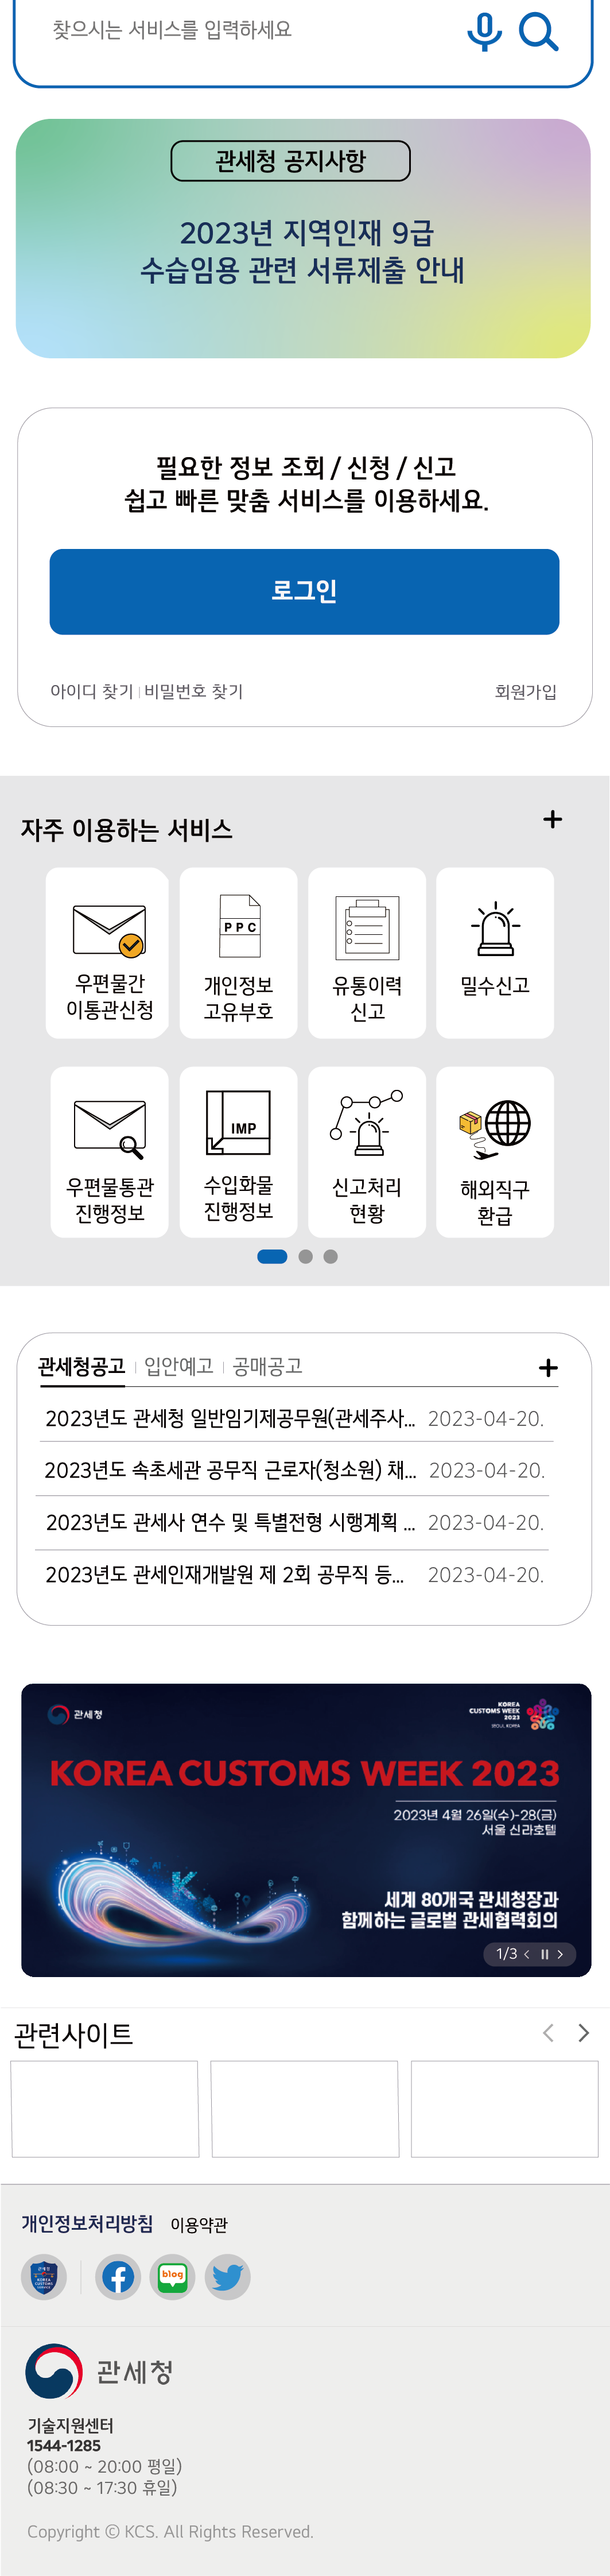 찾으시는 서비스를 입력하세요
관세청 공지사항
2023년 지역인재 9급
수습임용 관련 서류제출 안내
필요한 정보 조회 / 신청 / 신고
쉽고 빠른 맞춤 서비스를 이용하세요.
로그인
아이디 찾기 | 비밀번호 찾기
회원가입
자주 이용하는 서비스
우편물간
이통관신청
PPC
개인정보
고유부호
유통이력
신고
밀수신고
우편물통관
진행정보
IMP
수입화물
진행정보
신고처리
현황
해외직구
환급
관세청공고 | 입안예고 | 공매공고
2023년도 관세청 일반임기제공무원(관세주사... 2023-04-20.
2023년도 속초세관 공무직 근로자(청소원) 채... 2023-04-20.
2023년도 관세사 연수 및 특별전형 시행계획 ... 2023-04-20.
2023년도 관세인재개발원 제 2회 공무직 등... 2023-04-20.
관세청
KOREA
CUSTOMS WEEK
2023
SEOUL, KOREA
KOREA CUSTOMS WEEK 2023
2023년 4월 26일(수)-28(금)
서울 신라호텔
AI
K
세계 80개국 관세청장과
함께하는 글로벌 관세협력회의
1/3
관련사이트
개인정보처리방침 이용약관
blog
관세청
기술지원센터
1544-1285
(08:00 ~ 20:00 평일)
(08:30 ~ 17:30 휴일)
Copyright © KCS. All Rights Reserved.